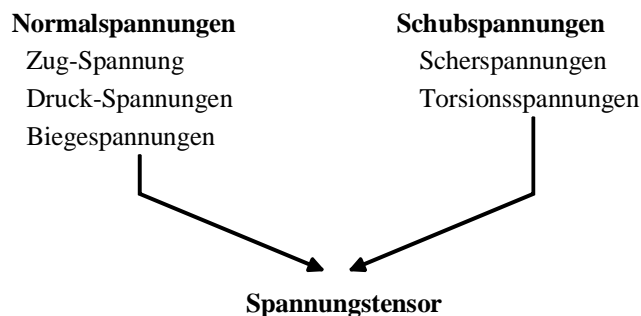 Normalspannungen
Zug-Spannung
Druck-Spannungen
Biegespannungen
Schubspannungen
Scherspannungen
Torsionsspannungen
Spannungstensor